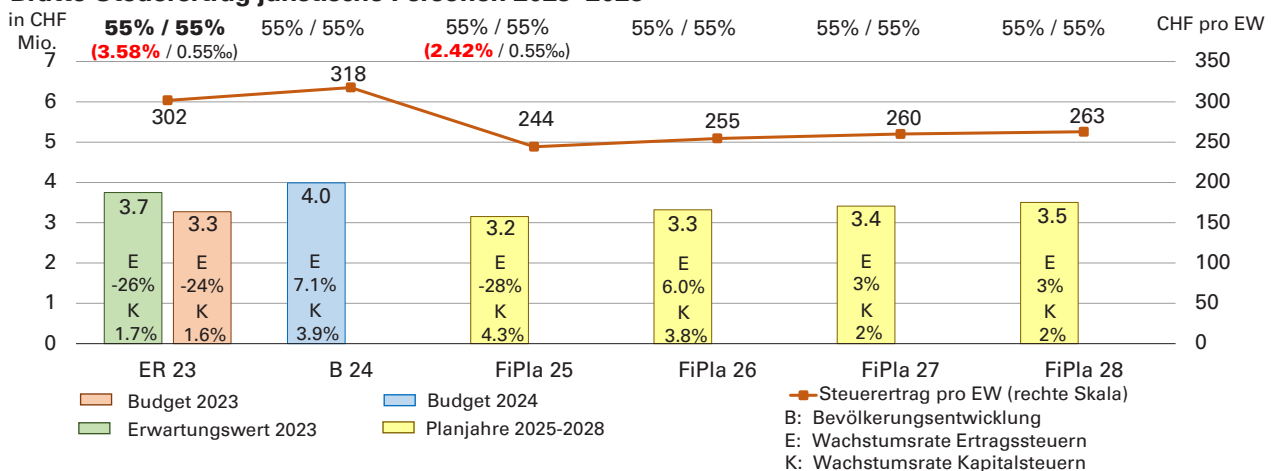 in CHF Mio.
55% / 55% 55% / 55% 55% / 55% 55% / 55% 55% / 55% 55% / 55%
CHF pro EW
(3.58% / 0.55‰) (2.42% / 0.55‰)
7 350
318
6 302 244 255 260 263 300
5 250
4 200
3.7 3.3 4.0 3.2 3.3 3.4 3.5
3 150
E E E E E E E
2 100
-26% -24% 7.1% -28% 6.0% 3% 3%
1 50
K K K K K K K
1.7% 1.6% 3.9% 4.3% 3.8% 2% 2%
0 0
ER 23 B 24 FiPla 25 FiPla 26 FiPla 27 FiPla 28
Budget 2023 Budget 2024 Steuerertrag pro EW (rechte Skala)
Erwartungswert 2023 Planjahre 2025-2028
B: Bevölkerungsentwicklung
E: Wachstumsrate Ertragssteuern
K: Wachstumsrate Kapitalsteuern